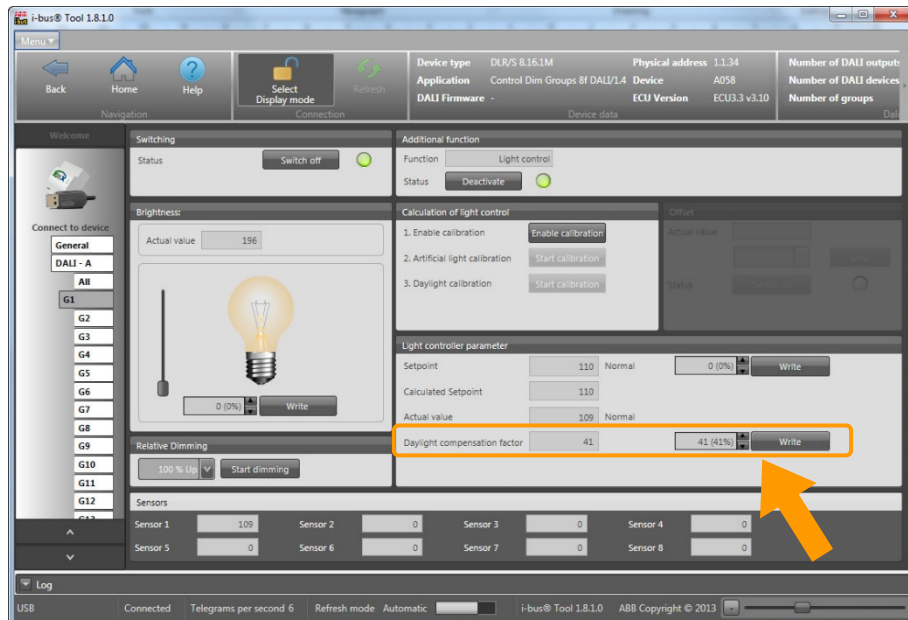 i-bus® Tool 1.8.1.0
Menu
Back
Home
Help
Navigation
Select
Display mode
Refresh
Connection
Device type DLR/S 8.16.1M
Application Control Dim Groups 8f DALI/1.4
DALI Firmware -
Physical address 1.1.34
Device A058
ECU Version ECU3.3 v3.10
Device data
Number of DALI outputs
Number of DALI devices
Number of groups
Dali
Welcome
Connect to device
General
DALI - A
All
G1
G2
G3
G4
G5
G6
G7
G8
G9
G10
G11
G12
G13
Switching
Status Switch off
Additional function
Function Light control
Status Deactivate
Brightness:
Actual value 196
0 (0%) Write
Calculation of light control
1. Enable calibration Enable calibration
2. Artificial light calibration Start calibration
3. Daylight calibration Start calibration
Offset
Actual value
Status
Light controller parameter
Setpoint 110 Normal 0 (0%) Write
Calculated Setpoint 110
Actual value 109 Normal
Daylight compensation factor 41 41 (41%) Write
Relative Dimming
100 % Up Start dimming
Sensors
Sensor 1 109 Sensor 2 0 Sensor 3 0 Sensor 4 0
Sensor 5 0 Sensor 6 0 Sensor 7 0 Sensor 8 0
Log
USB Connected Telegrams per second 6 Refresh mode Automatic i-bus® Tool 1.8.1.0 ABB Copyright © 2013